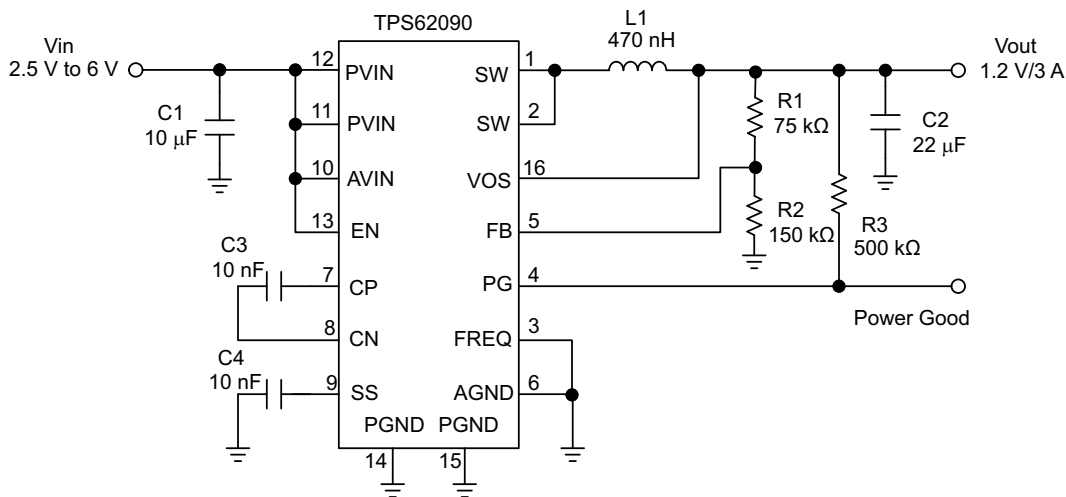 TPS62090
Vin
2.5 V to 6 V
C1
10 μF
12
PVIN
11
PVIN
10
AVIN
13
EN
C3
10 nF
7
CP
8
CN
C4
10 nF
9
SS
PGND
PGND
14
15
1
SW
2
SW
16
VOS
5
FB
4
PG
3
FREQ
6
AGND
L1
470 nH
R1
75 kΩ
R2
150 kΩ
R3
500 kΩ
C2
22 μF
Vout
1.2 V/3 A
Power Good